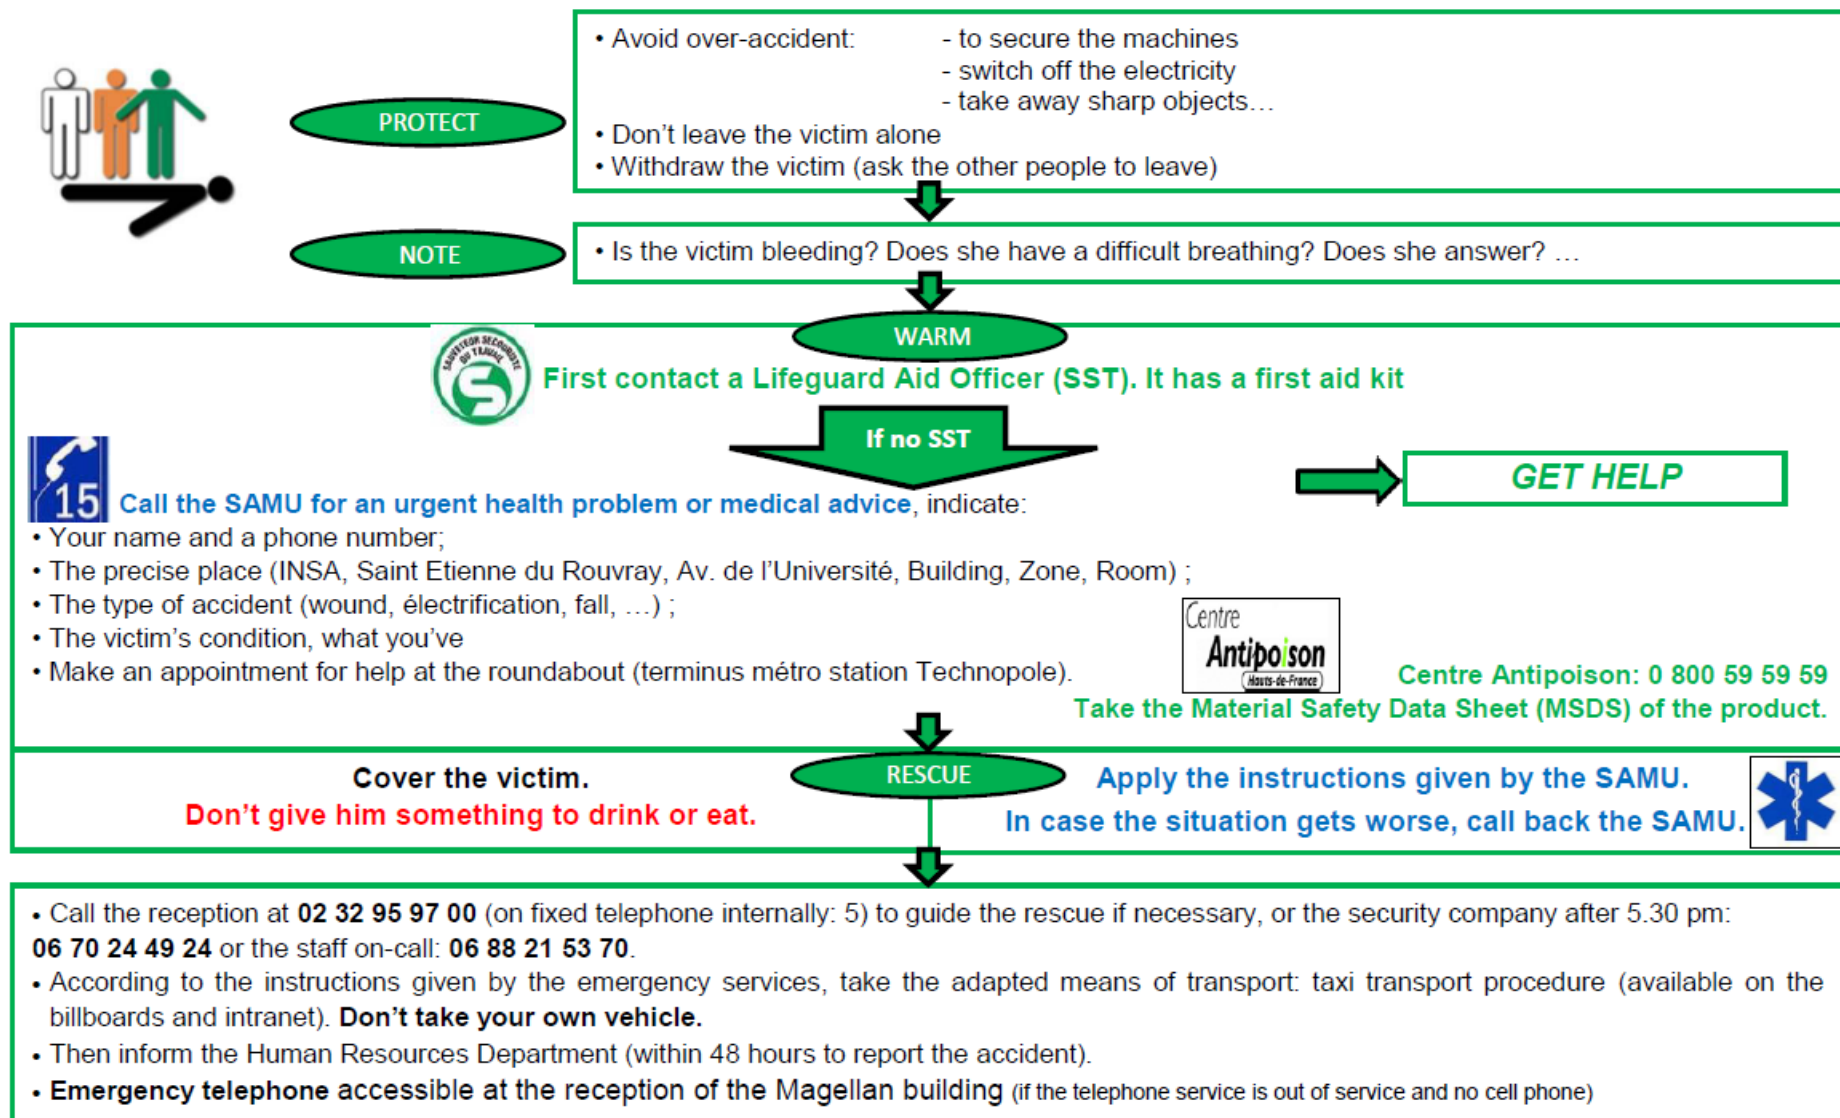 • Avoid over-accident: - to secure the machines
- switch off the electricity
- take away sharp objects…
PROTECT
• Don't leave the victim alone
• Withdraw the victim (ask the other people to leave)
NOTE
• Is the victim bleeding? Does she have a difficult breathing? Does she answer? …
WARM
SAUVETEUR SECOURISTE
DU TRAVAIL
First contact a Lifeguard Aid Officer (SST). It has a first aid kit
If no SST
GET HELP
15
Call the SAMU for an urgent health problem or medical advice, indicate:
• Your name and a phone number;
• The precise place (INSA, Saint Etienne du Rouvray, Av. de l'Université, Building, Zone, Room) ;
• The type of accident (wound, électrification, fall, …) ;
• The victim's condition, what you've
• Make an appointment for help at the roundabout (terminus métro station Technopole).
Centre
Antipoison
Hauts-de-France
Centre Antipoison: 0 800 59 59 59
Take the Material Safety Data Sheet (MSDS) of the product.
RESCUE
Cover the victim.
Don't give him something to drink or eat.
Apply the instructions given by the SAMU.
In case the situation gets worse, call back the SAMU.
• Call the reception at 02 32 95 97 00 (on fixed telephone internally: 5) to guide the rescue if necessary, or the security company after 5.30 pm:
06 70 24 49 24 or the staff on-call: 06 88 21 53 70.
• According to the instructions given by the emergency services, take the adapted means of transport: taxi transport procedure (available on the
billboards and intranet). Don't take your own vehicle.
• Then inform the Human Resources Department (within 48 hours to report the accident).
• Emergency telephone accessible at the reception of the Magellan building (if the telephone service is out of service and no cell phone)